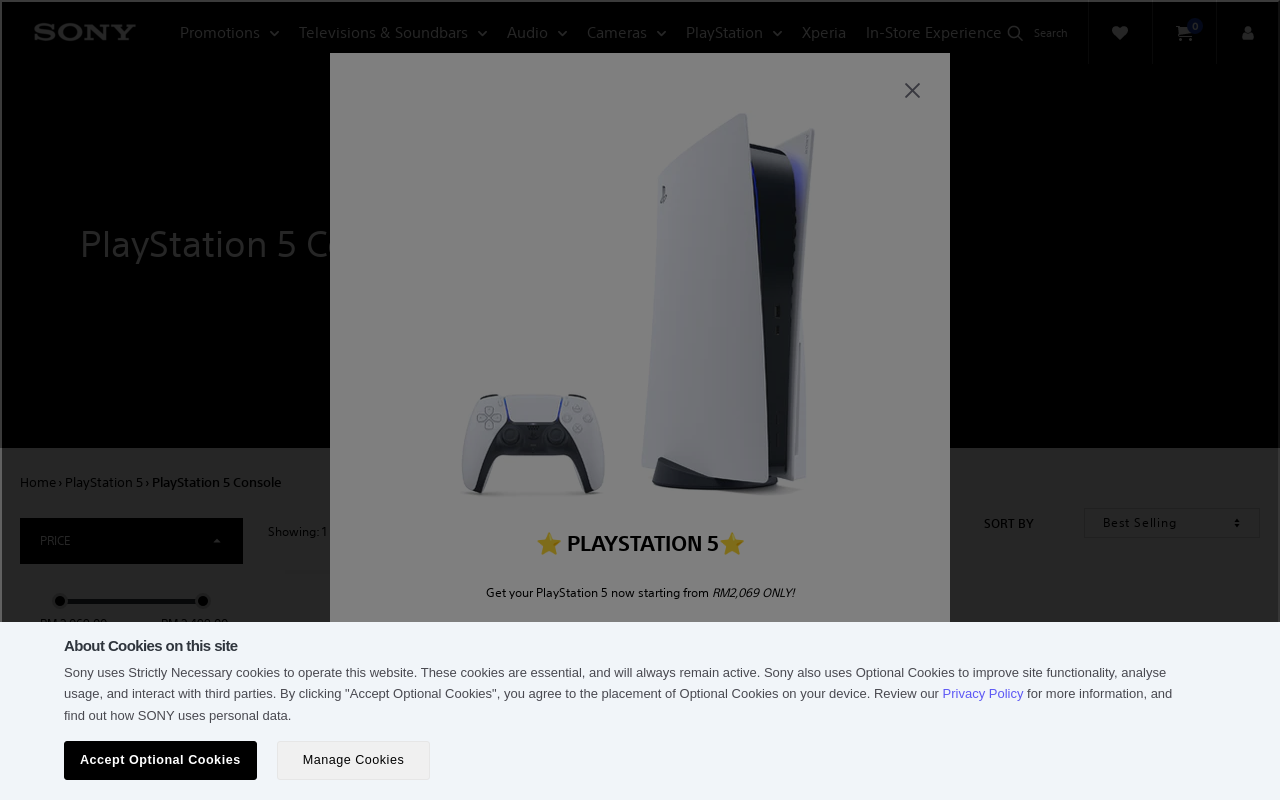 SONY
Promotions
Televisions & Soundbars
Audio
Cameras
PlayStation
Xperia
In-Store Experience
Search
0
PlayStation 5 Co
Home › PlayStation 5 › PlayStation 5 Console
PRICE
Showing: 1
SORT BY
Best Selling
⭐ PLAYSTATION 5⭐
Get your PlayStation 5 now starting from RM2,069 ONLY!
About Cookies on this site
Sony uses Strictly Necessary cookies to operate this website. These cookies are essential, and will always remain active. Sony also uses Optional Cookies to improve site functionality, analyse
usage, and interact with third parties. By clicking "Accept Optional Cookies", you agree to the placement of Optional Cookies on your device. Review our Privacy Policy for more information, and
find out how SONY uses personal data.
Accept Optional Cookies
Manage Cookies